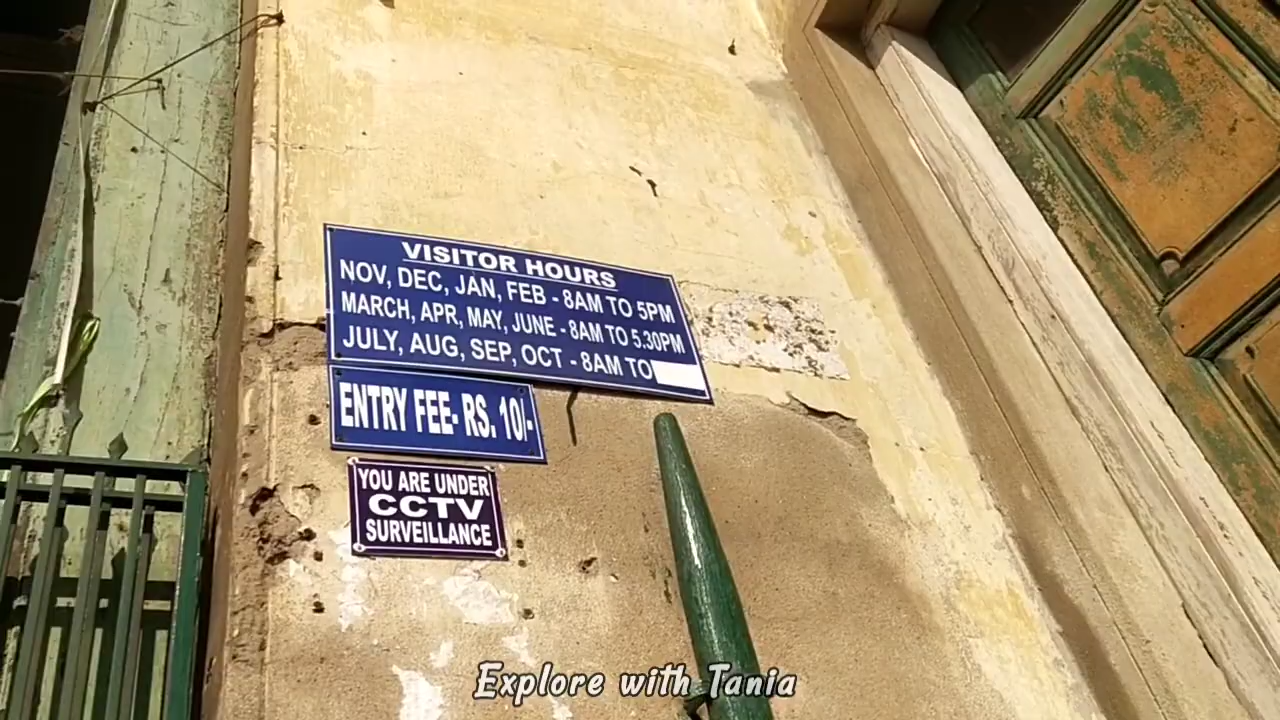 VISITOR HOURS
NOV, DEC, JAN, FEB - 8AM TO 5PM
MARCH, APR, MAY, JUNE - 8AM TO 5.30PM
JULY, AUG, SEP, OCT - 8AM TO
ENTRY FEE- RS. 10/-
YOU ARE UNDER
CCTV
SURVEILLANCE
Explore with Tania